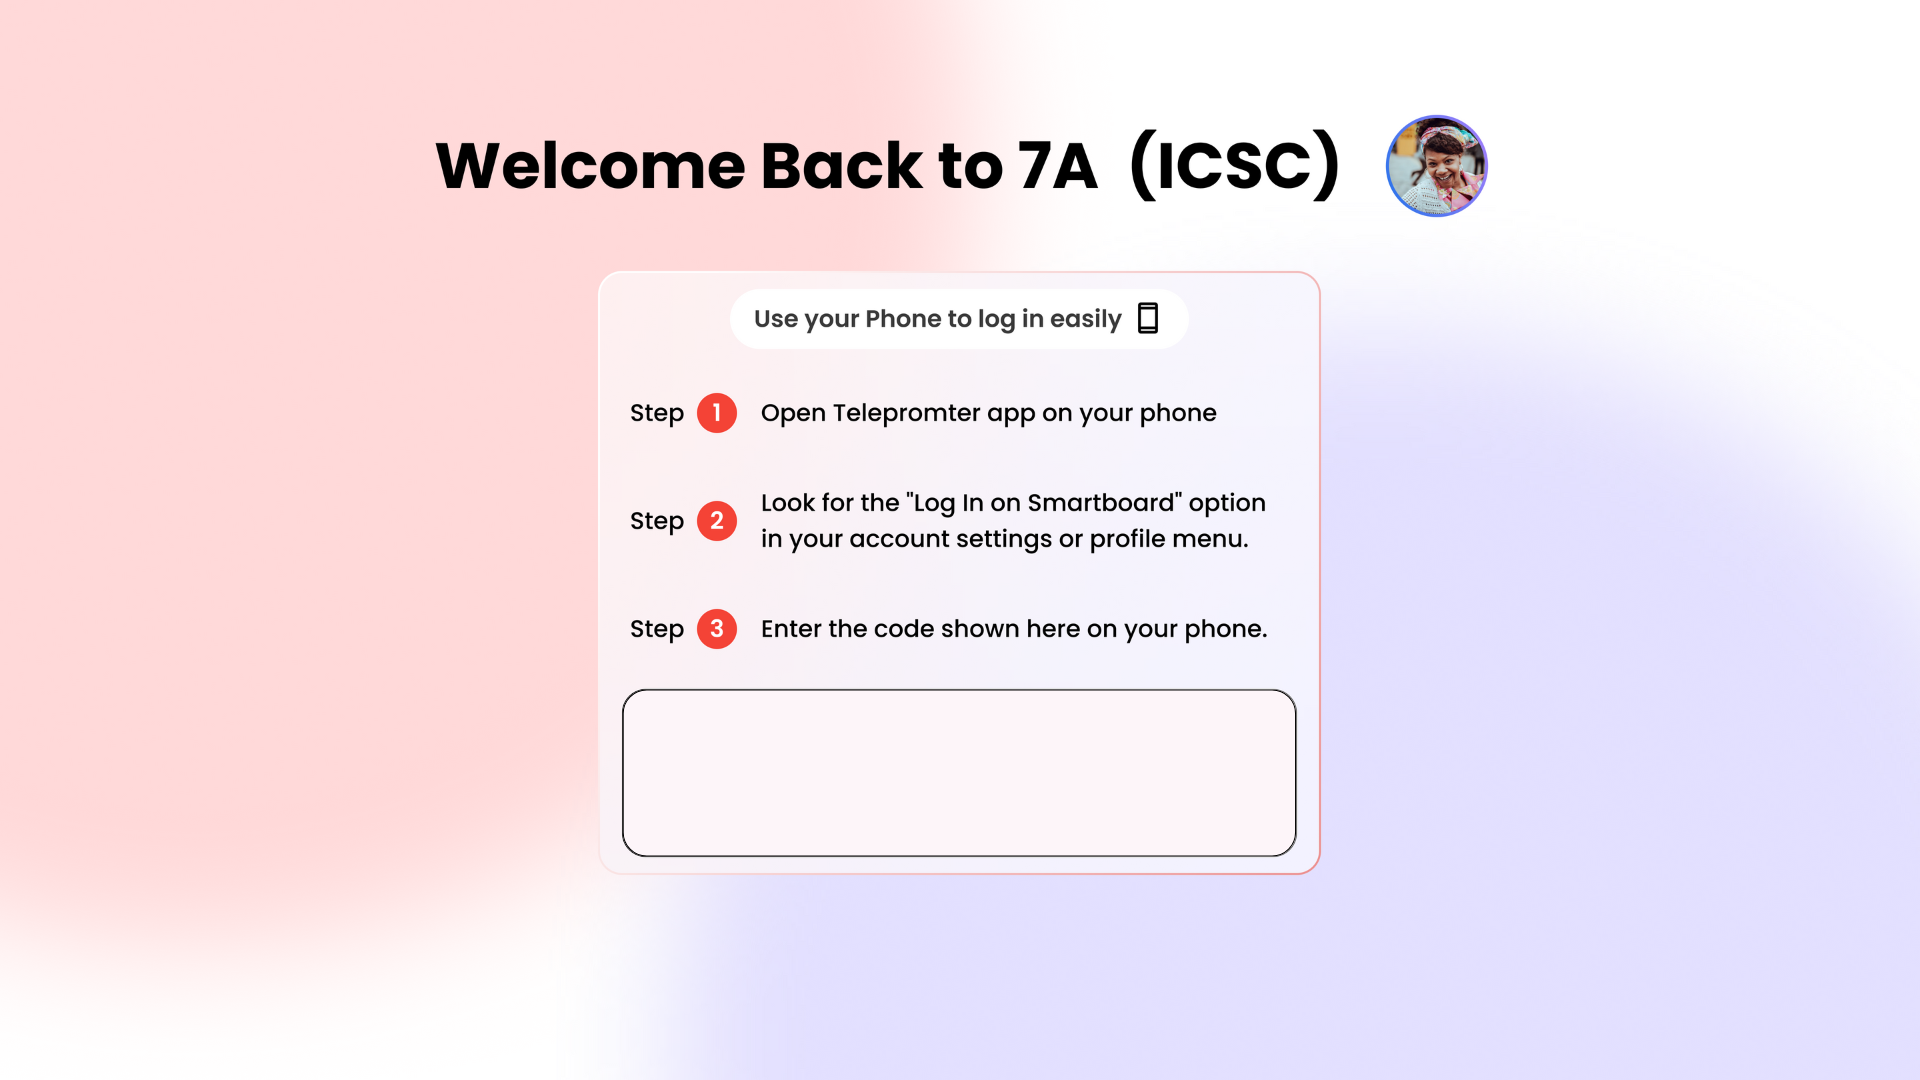 Welcome Back to 7A (ICSC)
Use your Phone to log in easily
Step 1 Open Telepromter app on your phone
Step 2 Look for the "Log In on Smartboard" option
in your account settings or profile menu.
Step 3 Enter the code shown here on your phone.